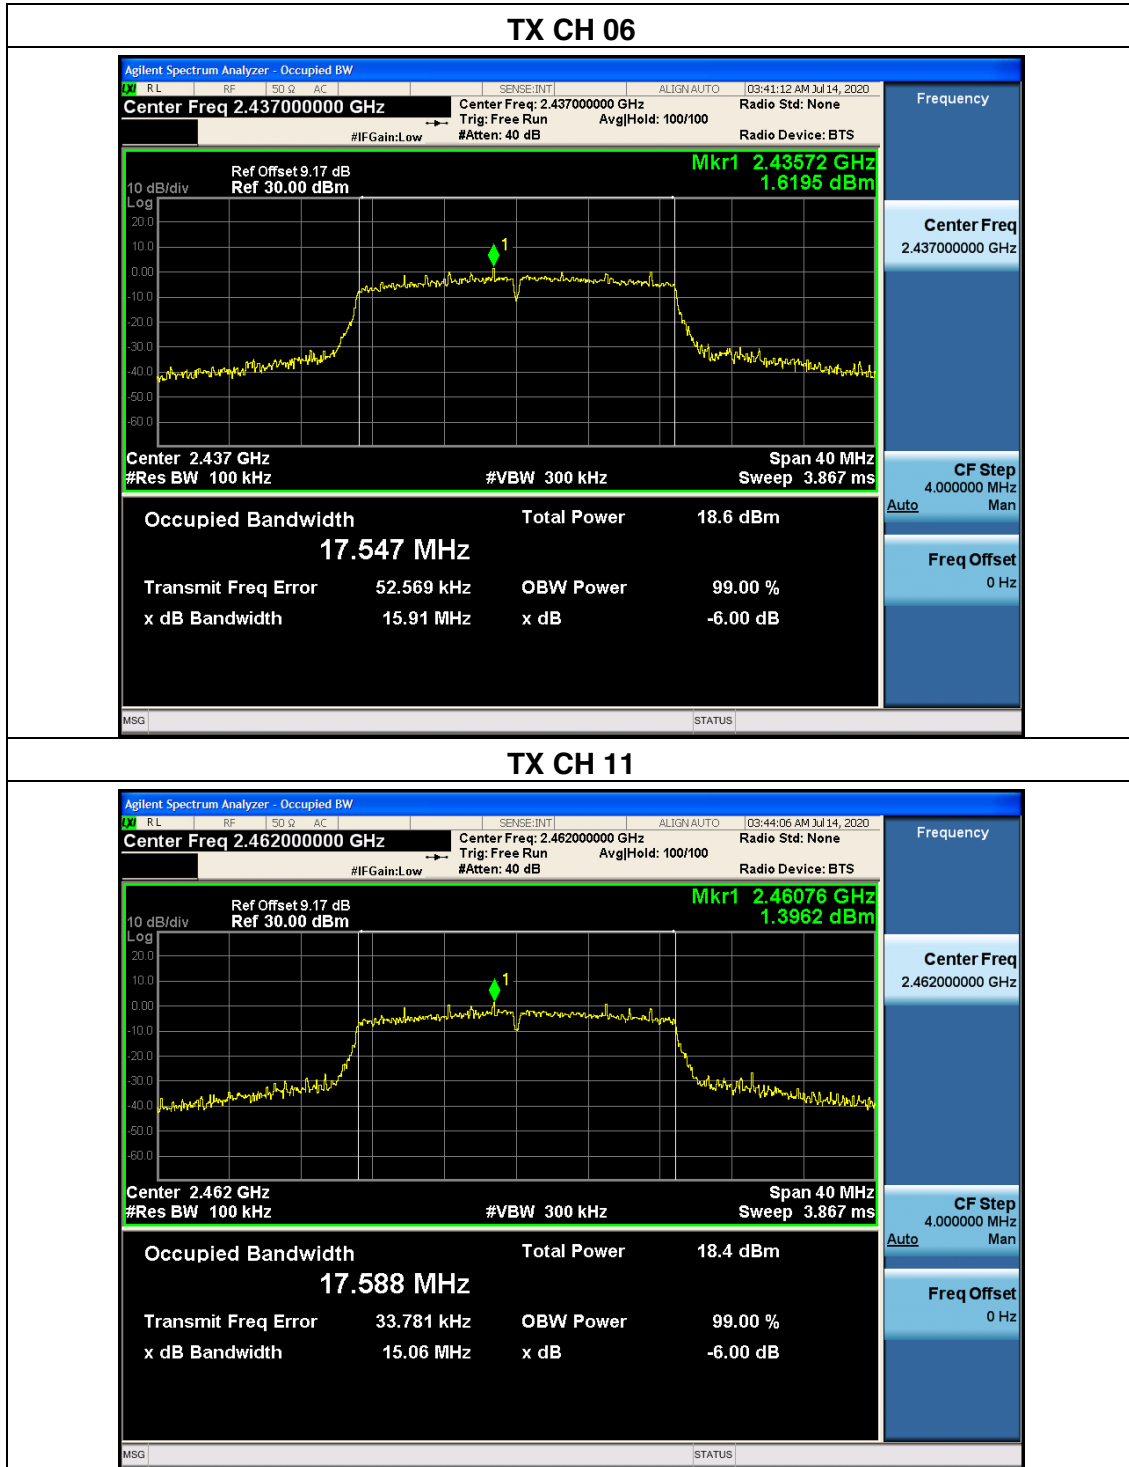 TX CH 06
Agilent Spectrum Analyzer - Occupied BW
LXI RL RF 50 Ω AC SENSE:INT ALIGN AUTO 03:41:12 AM Jul 14, 2020
Center Freq 2.437000000 GHz
Center Freq: 2.437000000 GHz Radio Std: None
Trig: Free Run Avg|Hold: 100/100
#IFGain:Low #Atten: 40 dB Radio Device: BTS
Frequency
Mkr1 2.43572 GHz
1.6195 dBm
Ref Offset 9.17 dB
10 dB/div Ref 30.00 dBm
Log
20.0
10.0
0.00
-10.0
-20.0
-30.0
-40.0
-50.0
-60.0
1
Center Freq
2.437000000 GHz
Center 2.437 GHz Span 40 MHz
#Res BW 100 kHz #VBW 300 kHz Sweep 3.867 ms
CF Step
4.000000 MHz
Auto Man
Occupied Bandwidth Total Power 18.6 dBm
17.547 MHz
Transmit Freq Error 52.569 kHz OBW Power 99.00 %
x dB Bandwidth 15.91 MHz x dB -6.00 dB
Freq Offset
0 Hz
MSG STATUS
TX CH 11
Agilent Spectrum Analyzer - Occupied BW
LXI RL RF 50 Ω AC SENSE:INT ALIGN AUTO 03:44:06 AM Jul 14, 2020
Center Freq 2.462000000 GHz
Center Freq: 2.462000000 GHz Radio Std: None
Trig: Free Run Avg|Hold: 100/100
#IFGain:Low #Atten: 40 dB Radio Device: BTS
Frequency
Mkr1 2.46076 GHz
1.3962 dBm
Ref Offset 9.17 dB
10 dB/div Ref 30.00 dBm
Log
20.0
10.0
0.00
-10.0
-20.0
-30.0
-40.0
-50.0
-60.0
1
Center Freq
2.462000000 GHz
Center 2.462 GHz Span 40 MHz
#Res BW 100 kHz #VBW 300 kHz Sweep 3.867 ms
CF Step
4.000000 MHz
Auto Man
Occupied Bandwidth Total Power 18.4 dBm
17.588 MHz
Transmit Freq Error 33.781 kHz OBW Power 99.00 %
x dB Bandwidth 15.06 MHz x dB -6.00 dB
Freq Offset
0 Hz
MSG STATUS